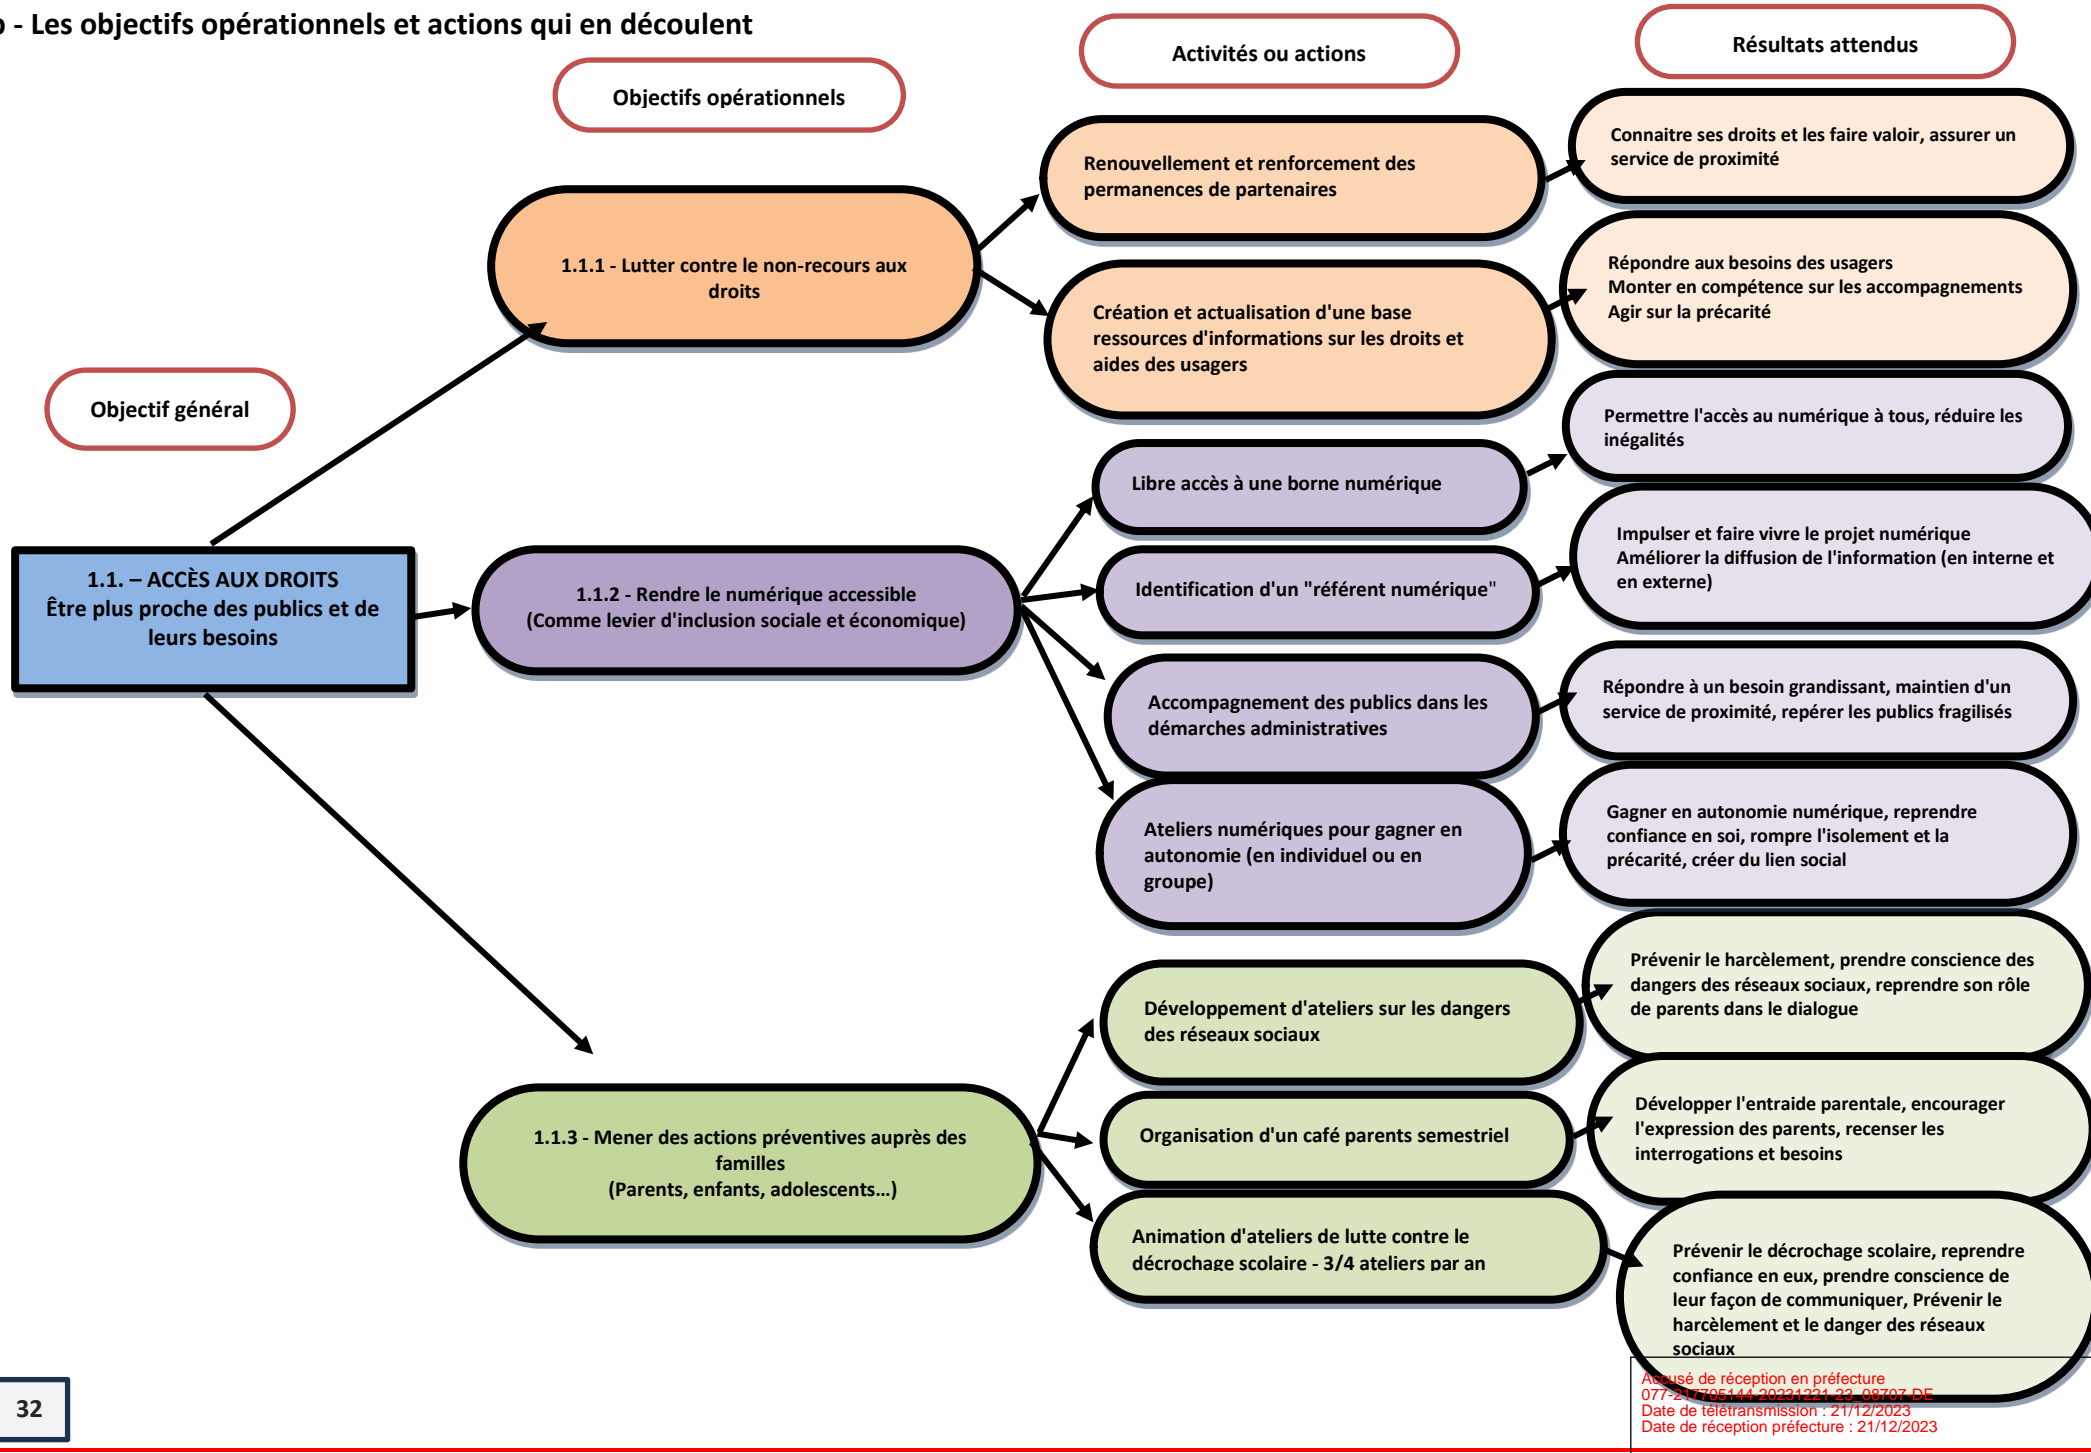 - Les objectifs opérationnels et actions qui en découlent
Objectif général
Objectifs opérationnels
Activités ou actions
Résultats attendus
1.1. – ACCÈS AUX DROITS
Être plus proche des publics et de
leurs besoins
1.1.1 - Lutter contre le non-recours aux
droits
Renouvellement et renforcement des
permanences de partenaires
Connaitre ses droits et les faire valoir, assurer un
service de proximité
Création et actualisation d'une base
ressources d'informations sur les droits et
aides des usagers
Répondre aux besoins des usagers
Monter en compétence sur les accompagnements
Agir sur la précarité
1.1.2 - Rendre le numérique accessible
(Comme levier d'inclusion sociale et économique)
Libre accès à une borne numérique
Permettre l'accès au numérique à tous, réduire les
inégalités
Identification d'un "référent numérique"
Impulser et faire vivre le projet numérique
Améliorer la diffusion de l'information (en interne et
en externe)
Accompagnement des publics dans les
démarches administratives
Répondre à un besoin grandissant, maintien d'un
service de proximité, repérer les publics fragilisés
Ateliers numériques pour gagner en
autonomie (en individuel ou en
groupe)
Gagner en autonomie numérique, reprendre
confiance en soi, rompre l'isolement et la
précarité, créer du lien social
1.1.3 - Mener des actions préventives auprès des
familles
(Parents, enfants, adolescents…)
Développement d'ateliers sur les dangers
des réseaux sociaux
Prévenir le harcèlement, prendre conscience des
dangers des réseaux sociaux, reprendre son rôle
de parents dans le dialogue
Organisation d'un café parents semestriel
Développer l'entraide parentale, encourager
l'expression des parents, recenser les
interrogations et besoins
Animation d'ateliers de lutte contre le
décrochage scolaire - 3/4 ateliers par an
Prévenir le décrochage scolaire, reprendre
confiance en eux, prendre conscience de
leur façon de communiquer, Prévenir le
harcèlement et le danger des réseaux
sociaux
32
Accusé de réception en préfecture
077-217705144-20231221-23_08707-DE
Date de télétransmission : 21/12/2023
Date de réception préfecture : 21/12/2023